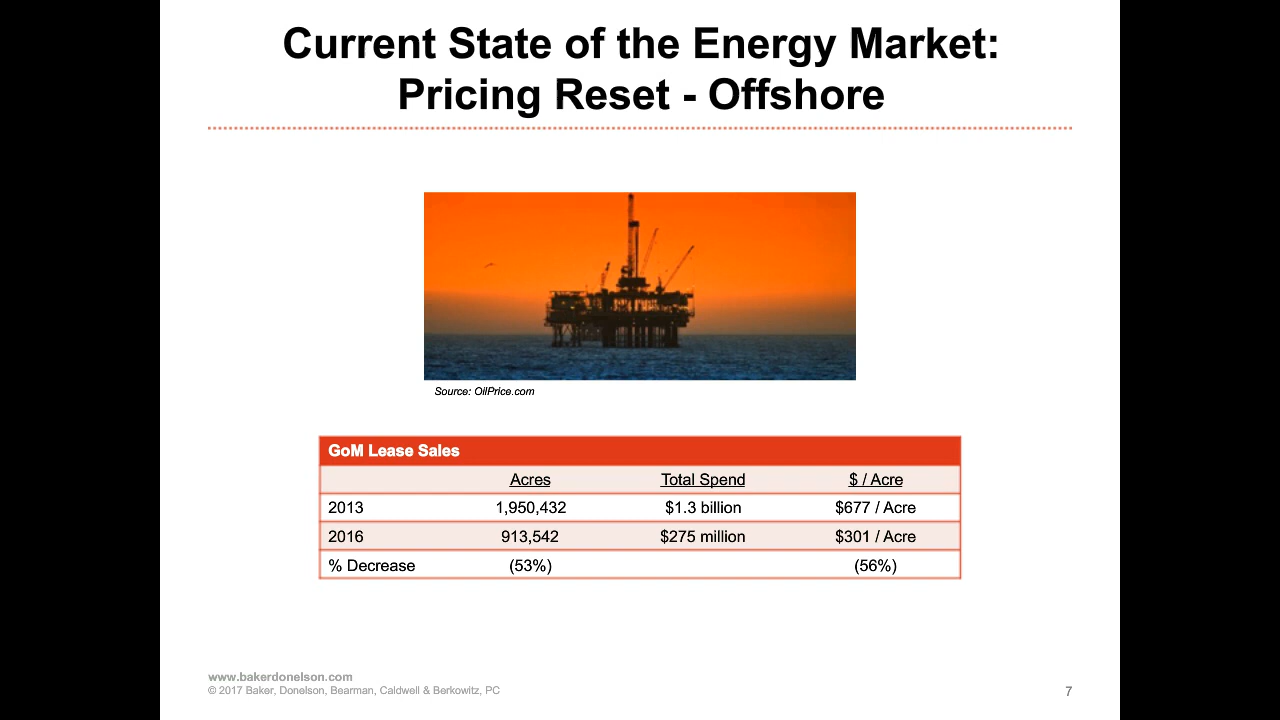 Current State of the Energy Market:
Pricing Reset - Offshore
Source: OilPrice.com
GoM Lease Sales
Acres Total Spend $ / Acre
2013 1,950,432 $1.3 billion $677 / Acre
2016 913,542 $275 million $301 / Acre
% Decrease (53%) (56%)
www.bakerdonelson.com
© 2017 Baker, Donelson, Bearman, Caldwell & Berkowitz, PC
7